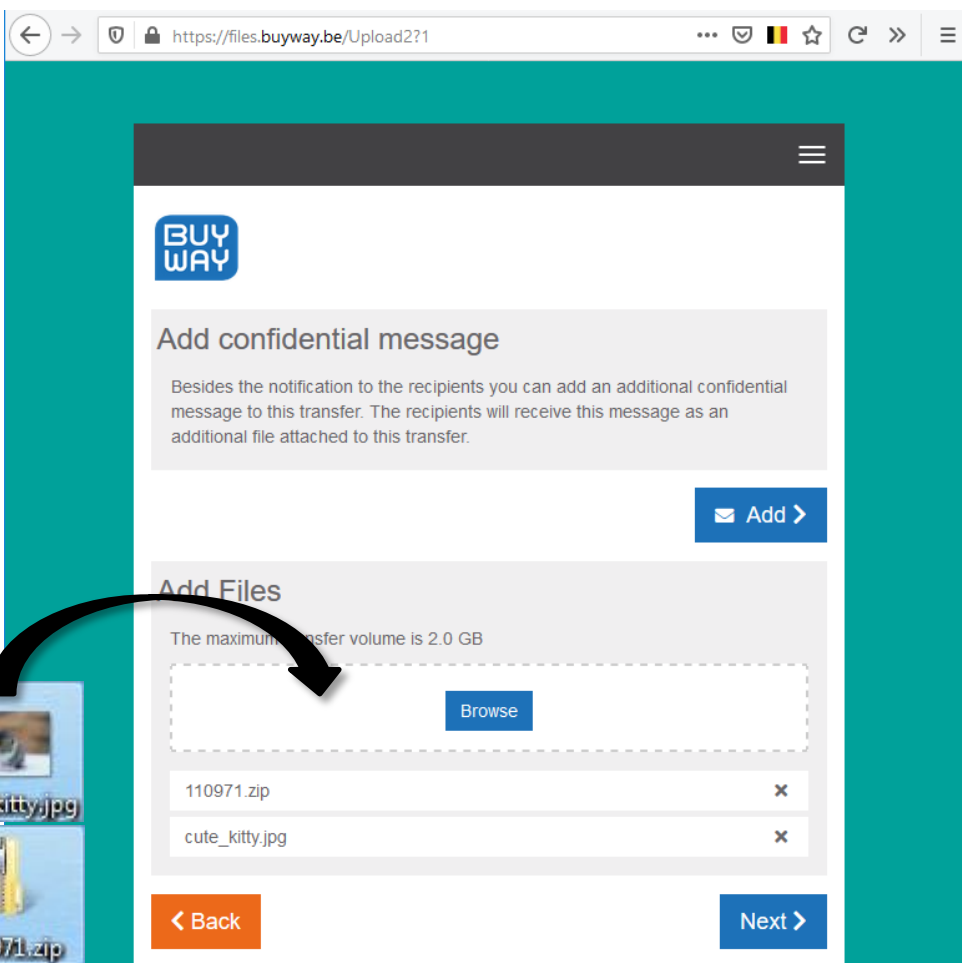 https://files.buyway.be/Upload2?1
BUY
WAY
Add confidential message
Besides the notification to the recipients you can add an additional confidential
message to this transfer. The recipients will receive this message as an
additional file attached to this transfer.
Add
Add Files
The maximum transfer volume is 2.0 GB
Browse
110971.zip
cute_kitty.jpg
kitty.jpg
971.zip
Back
Next